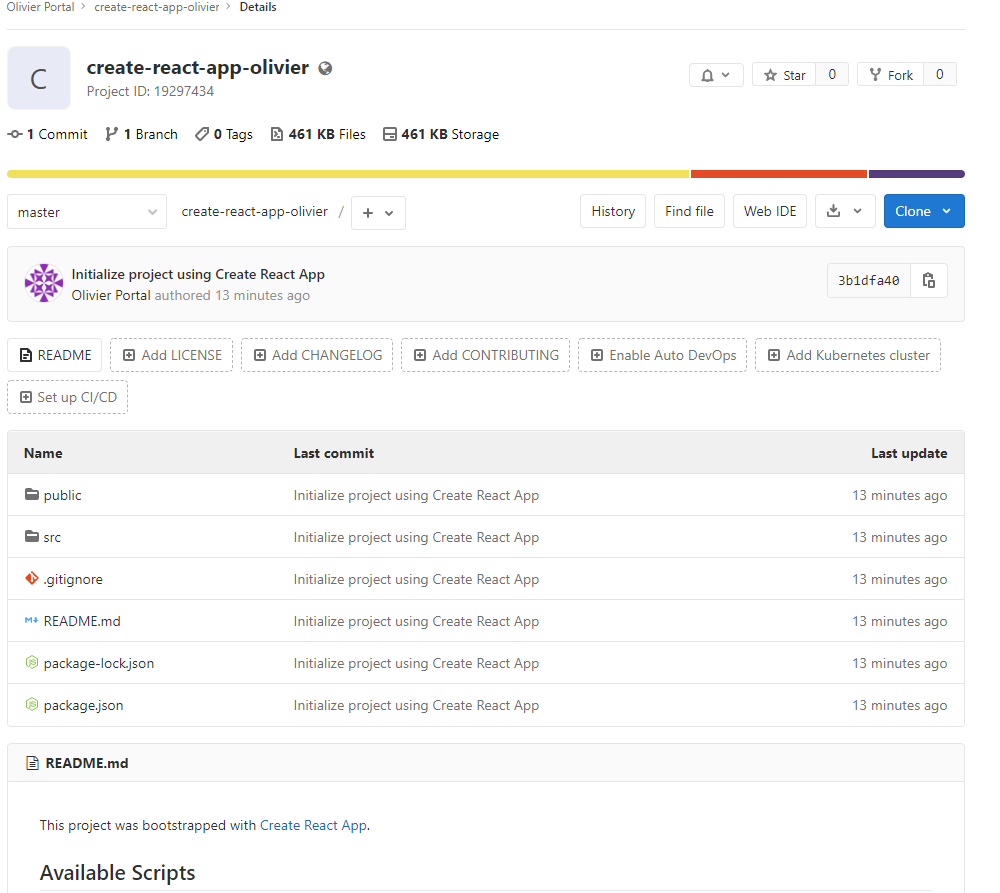 Olivier Portal > create-react-app-olivier > Details
C
create-react-app-olivier
Project ID: 19297434
Star 0 Fork 0
1 Commit 1 Branch 0 Tags 461 KB Files 461 KB Storage
master create-react-app-olivier / + History Find file Web IDE Clone
Initialize project using Create React App
Olivier Portal authored 13 minutes ago
3b1dfa40
README Add LICENSE Add CHANGELOG Add CONTRIBUTING Enable Auto DevOps Add Kubernetes cluster
Set up CI/CD
Name Last commit Last update
public Initialize project using Create React App 13 minutes ago
src Initialize project using Create React App 13 minutes ago
.gitignore Initialize project using Create React App 13 minutes ago
README.md Initialize project using Create React App 13 minutes ago
package-lock.json Initialize project using Create React App 13 minutes ago
package.json Initialize project using Create React App 13 minutes ago
README.md
This project was bootstrapped with Create React App.
Available Scripts